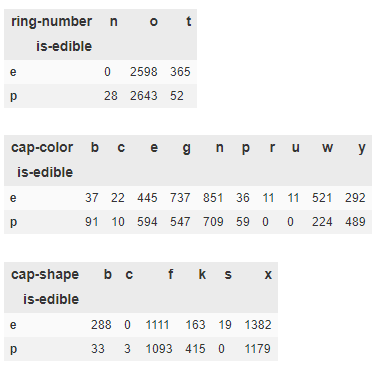 ring-number n o t
is-edible
e 0 2598 365
p 28 2643 52
cap-color b c e g n p r u w y
is-edible
e 37 22 445 737 851 36 11 11 521 292
p 91 10 594 547 709 59 0 0 224 489
cap-shape b c f k s x
is-edible
e 288 0 1111 163 19 1382
p 33 3 1093 415 0 1179